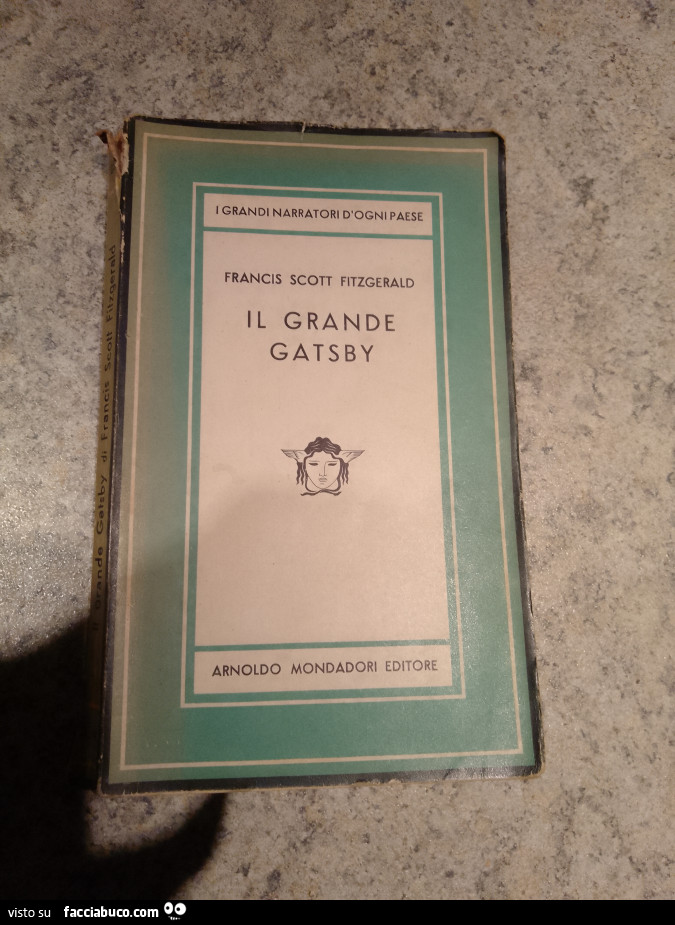 I GRANDI NARRATORI D'OGNI PAESE
FRANCIS SCOTT FITZGERALD
IL GRANDE
GATSBY
ARNOLDO MONDADORI EDITORE
Il Grande Gatsby di Francis Scott Fitzgerald
visto su facciabuco.com